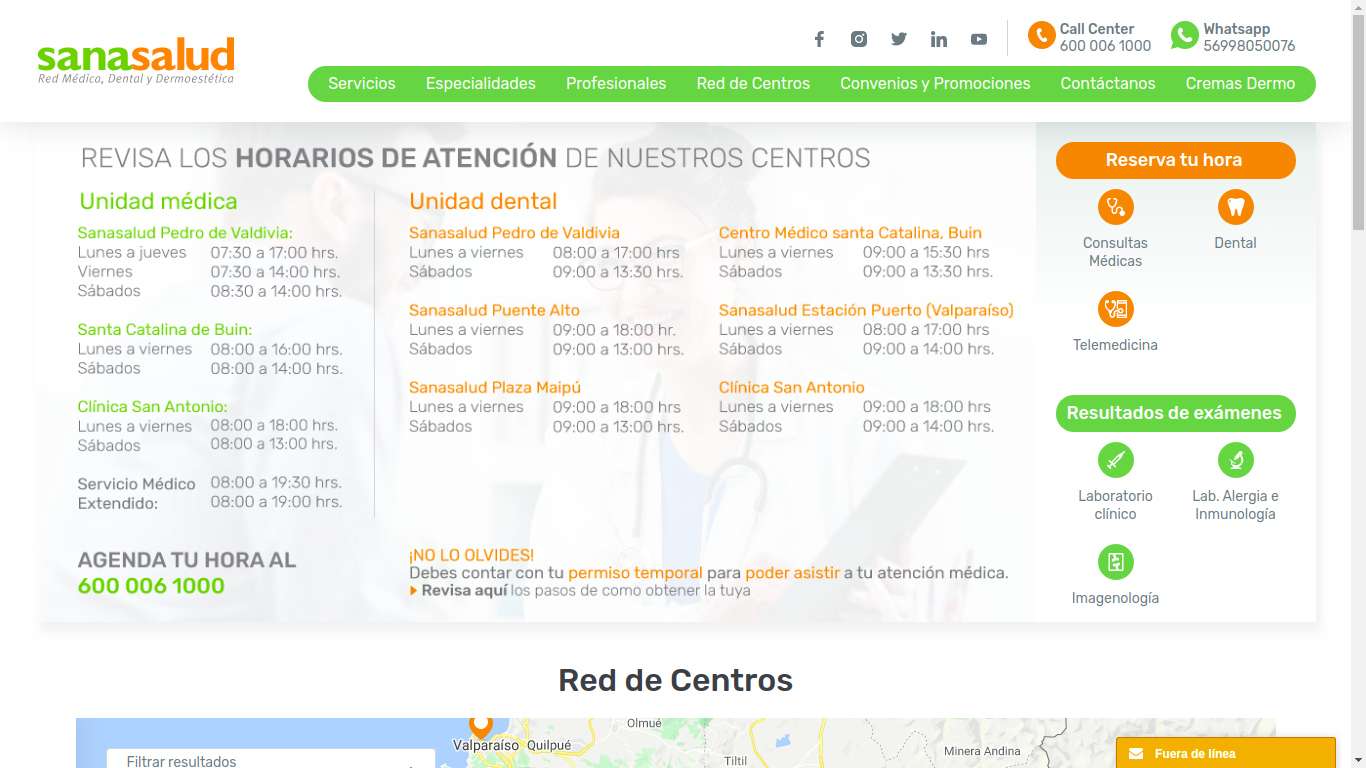 sanasalud
Red Médica, Dental y Dermoestética
Call Center
600 006 1000
Whatsapp
56998050076
Servicios
Especialidades
Profesionales
Red de Centros
Convenios y Promociones
Contáctanos
Cremas Dermo
REVISA LOS HORARIOS DE ATENCIÓN DE NUESTROS CENTROS
Unidad médica
Sanasalud Pedro de Valdivia:
Lunes a jueves 07:30 a 17:00 hrs.
Viernes 07:30 a 14:00 hrs.
Sábados 08:30 a 14:00 hrs.
Santa Catalina de Buin:
Lunes a viernes 08:00 a 16:00 hrs.
Sábados 08:00 a 14:00 hrs.
Clínica San Antonio:
Lunes a viernes 08:00 a 18:00 hrs.
Sábados 08:00 a 13:00 hrs.
Servicio Médico 08:00 a 19:30 hrs.
Extendido: 08:00 a 19:00 hrs.
AGENDA TU HORA AL
600 006 1000
Unidad dental
Sanasalud Pedro de Valdivia
Lunes a viernes 08:00 a 17:00 hrs
Sábados 09:00 a 13:30 hrs.
Sanasalud Puente Alto
Lunes a viernes 09:00 a 18:00 hr.
Sábados 09:00 a 13:00 hrs.
Sanasalud Plaza Maipú
Lunes a viernes 09:00 a 18:00 hrs
Sábados 09:00 a 13:00 hrs.
Centro Médico santa Catalina, Buin
Lunes a viernes 09:00 a 15:30 hrs
Sábados 09:00 a 13:30 hrs.
Sanasalud Estación Puerto (Valparaíso)
Lunes a viernes 08:00 a 17:00 hrs
Sábados 09:00 a 14:00 hrs.
Clínica San Antonio
Lunes a viernes 09:00 a 18:00 hrs
Sábados 09:00 a 14:00 hrs.
¡NO LO OLVIDES!
Debes contar con tu permiso temporal para poder asistir a tu atención médica.
Revisa aquí los pasos de como obtener la tuya
Reserva tu hora
Consultas
Médicas
Dental
Telemedicina
Resultados de exámenes
Laboratorio
clínico
Lab. Alergia e
Inmunología
Imagenología
Red de Centros
Olmué
Valparaíso
Quilpué
Minera Andina
Tiltil
Filtrar resultados
Fuera de línea